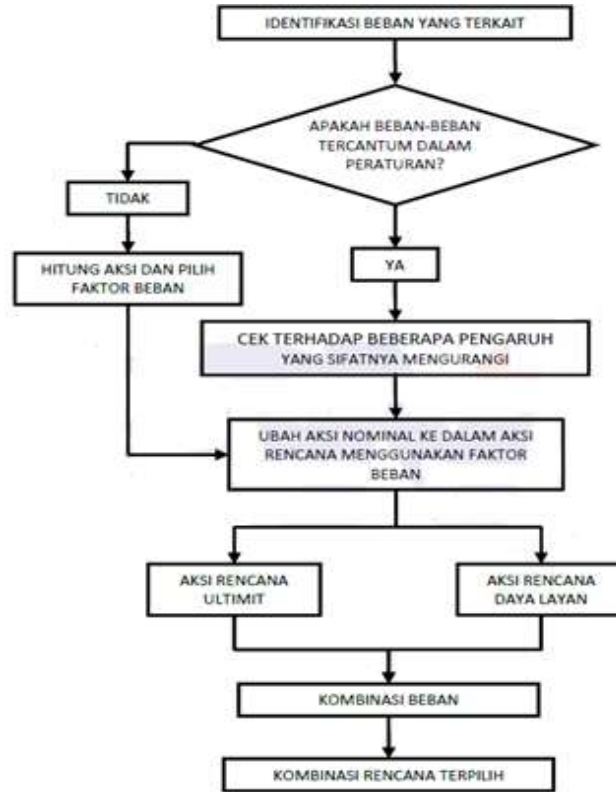 IDENTIFIKASI BEBAN YANG TERKAIT
APAKAH BEBAN-BEBAN
TERCANTUM DALAM
PERATURAN?
TIDAK
YA
HITUNG AKSI DAN PILIH
FAKTOR BEBAN
CEK TERHADAP BEBERAPA PENGARUH
YANG SIFATNYA MENGURANGI
UBAH AKSI NOMINAL KE DALAM AKSI
RENCANA MENGGUNAKAN FAKTOR
BEBAN
AKSI RENCANA
ULTIMIT
AKSI RENCANA
DAYA LAYAN
KOMBINASI BEBAN
KOMBINASI RENCANA TERPILIH